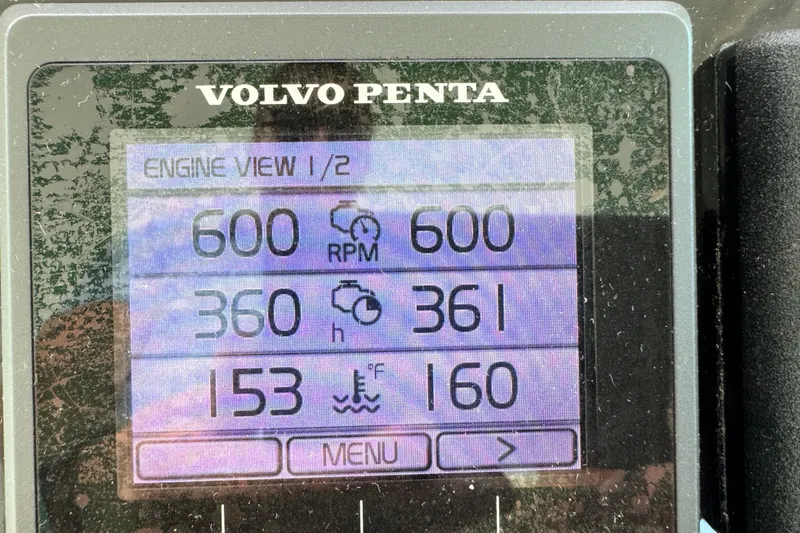 VOLVO PENTA
ENGINE VIEW 1/2
600 RPM 600
360 h 361
153 °F 160
MENU >